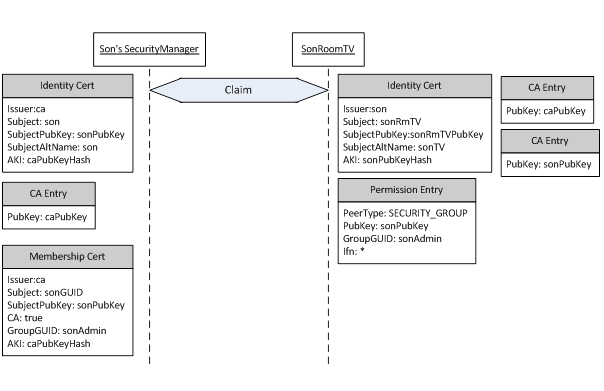 Son's SecurityManager
SonRoomTV
Claim
Identity Cert
Issuer:ca
Subject: son
SubjectPubKey: sonPubKey
SubjectAltName: son
AKI: caPubKeyHash
CA Entry
PubKey: caPubKey
Membership Cert
Issuer:ca
Subject: sonGUID
SubjectPubKey: sonPubKey
CA: true
GroupGUID: sonAdmin
AKI: caPubKeyHash
Identity Cert
Issuer:son
Subject: sonRmTV
SubjectPubKey:sonRmTVPubKey
SubjectAltName: sonTV
AKI: sonPubKeyHash
Permission Entry
PeerType: SECURITY_GROUP
PubKey: sonPubKey
GroupGUID: sonAdmin
Ifn: *
CA Entry
PubKey: caPubKey
CA Entry
PubKey: sonPubKey